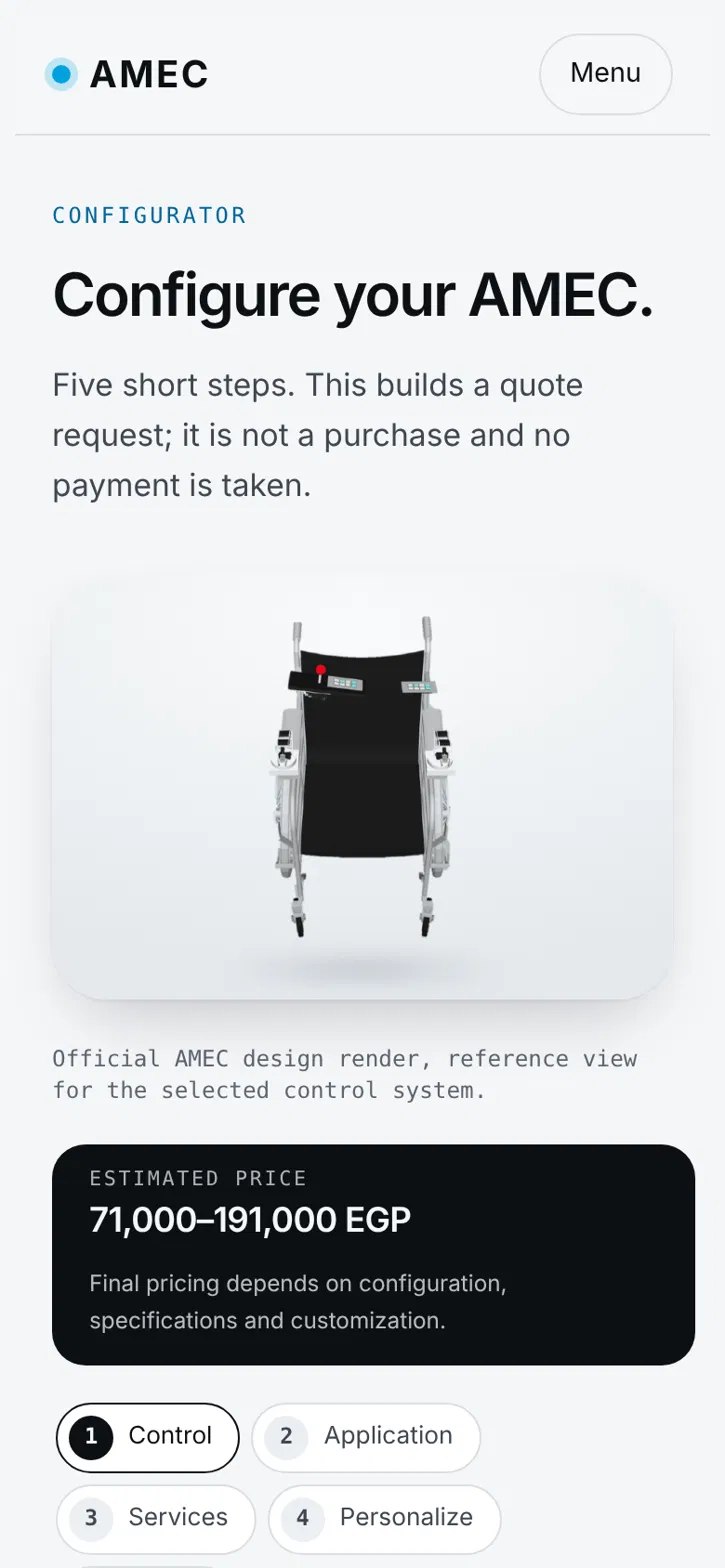 AMEC
Menu
CONFIGURATOR
Configure your AMEC.
Five short steps. This builds a quote
request; it is not a purchase and no
payment is taken.
Official AMEC design render, reference view
for the selected control system.
ESTIMATED PRICE
71,000–191,000 EGP
Final pricing depends on configuration,
specifications and customization.
1 Control
2 Application
3 Services
4 Personalize